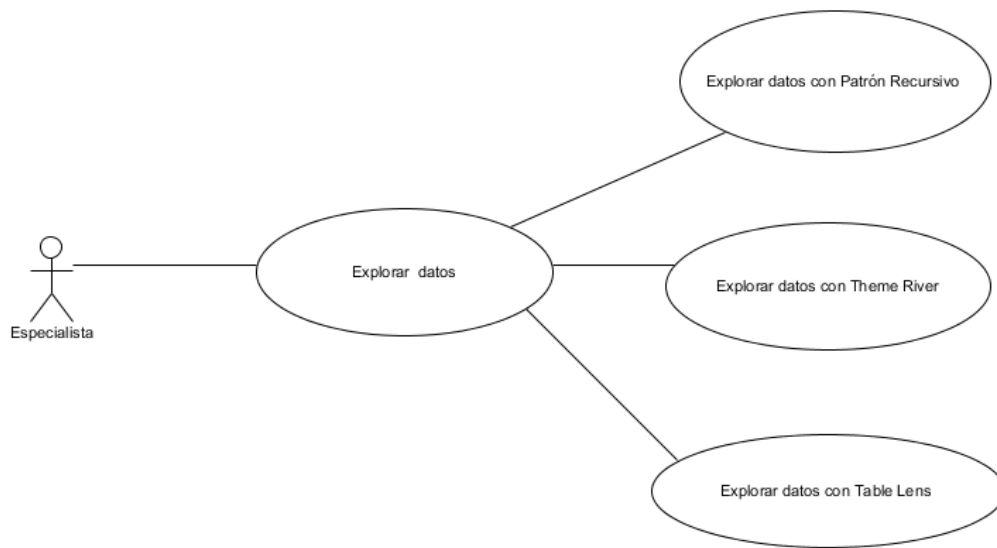 Explorar datos con Patrón Recursivo
Explorar datos
Explorar datos con Theme River
Especialista
Explorar datos con Table Lens